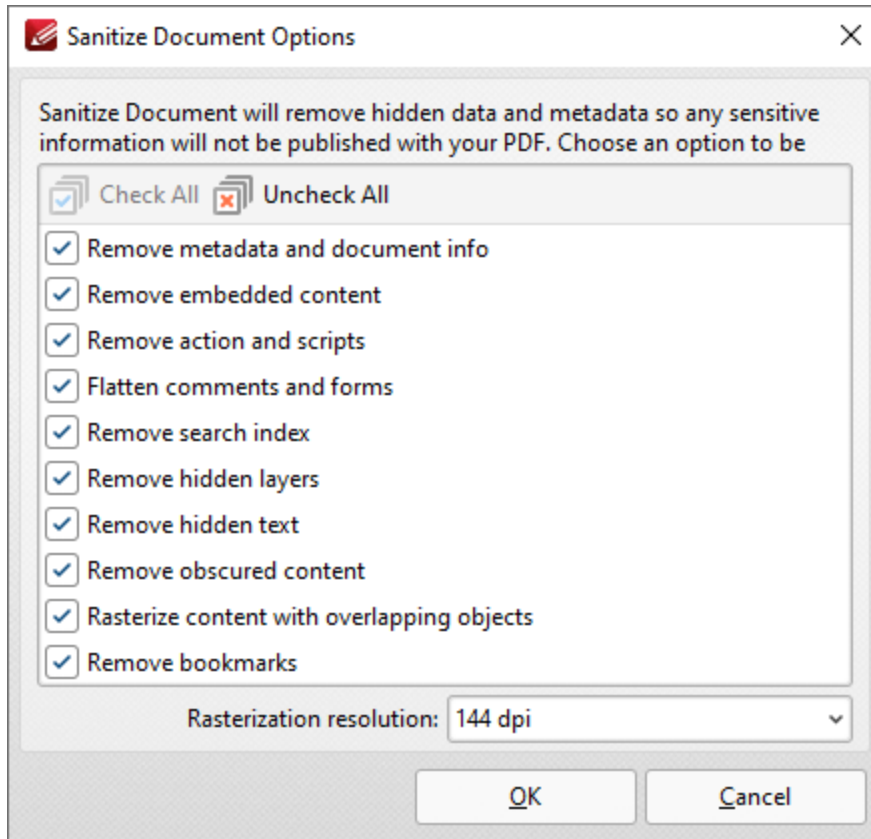 Sanitize Document Options
Sanitize Document will remove hidden data and metadata so any sensitive
information will not be published with your PDF. Choose an option to be
Check All Uncheck All
Remove metadata and document info
Remove embedded content
Remove action and scripts
Flatten comments and forms
Remove search index
Remove hidden layers
Remove hidden text
Remove obscured content
Rasterize content with overlapping objects
Remove bookmarks
Rasterization resolution: 144 dpi
OK Cancel